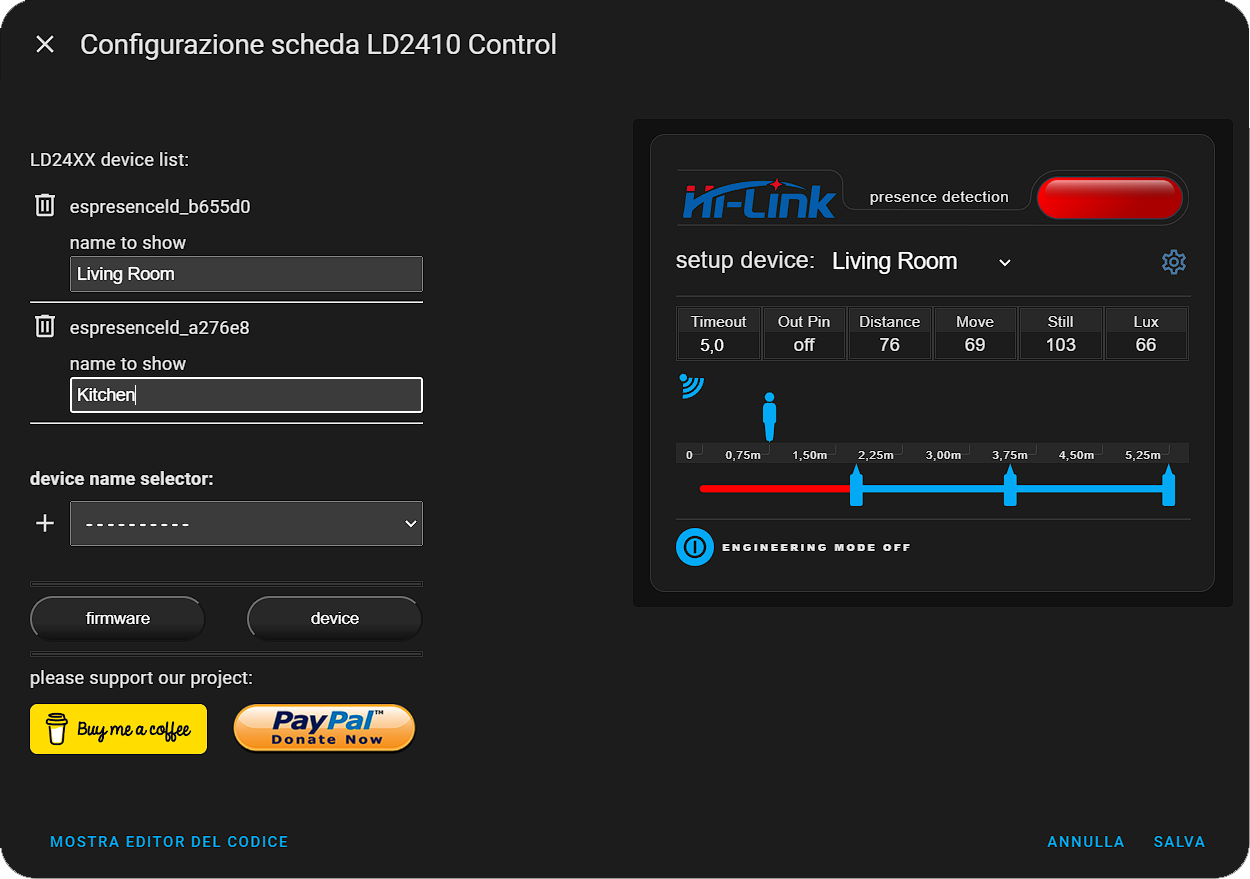 Configurazione scheda LD2410 Control
LD24XX device list:
espresenceld_b655d0
name to show
Living Room
espresenceld_a276e8
name to show
Kitchen
device name selector:
----------
firmware
device
please support our project:
Buy me a coffee
PayPal™
Donate Now
Hi-Link
presence detection
setup device: Living Room
Timeout Out Pin Distance Move Still Lux
5,0 off 76 69 103 66
0 0,75m 1,50m 2,25m 3,00m 3,75m 4,50m 5,25m
ENGINEERING MODE OFF
MOSTRA EDITOR DEL CODICE
ANNULLA SALVA